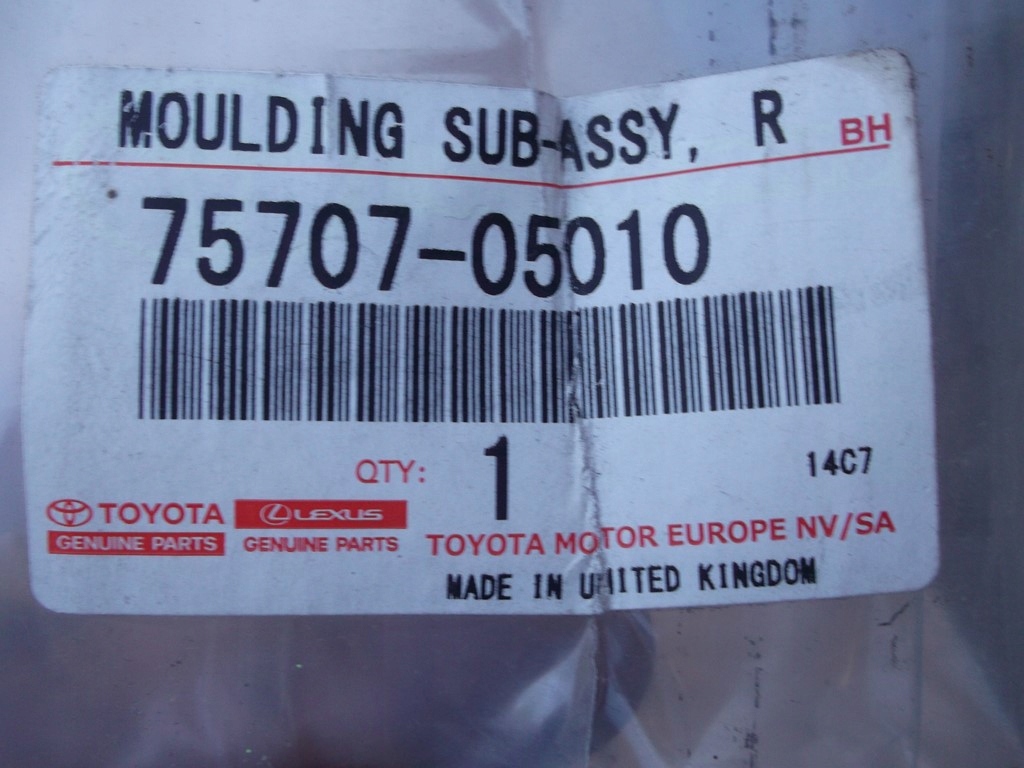 MOULDING SUB-ASSY, R BH
75707-05010
QTY: 1 14C7
TOYOTA LEXUS
GENUINE PARTS GENUINE PARTS TOYOTA MOTOR EUROPE NV/SA
MADE IN UNITED KINGDOM